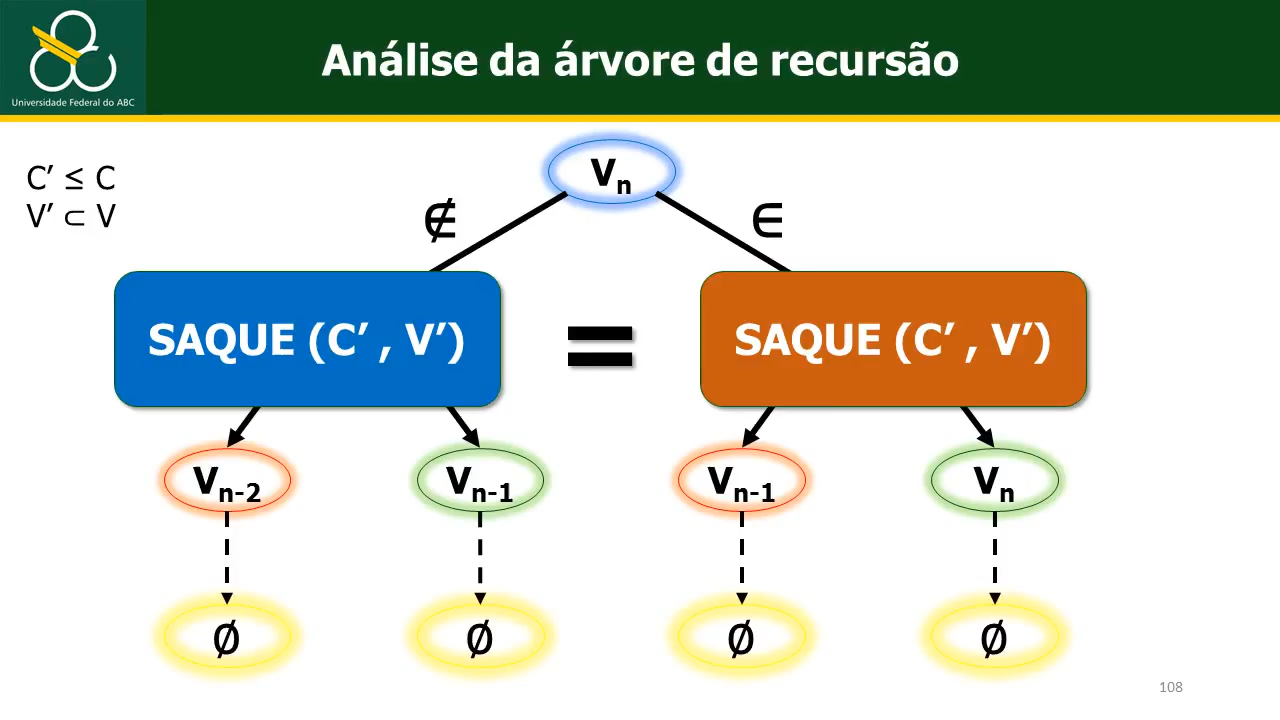 Análise da árvore de recursão
Universidade Federal do ABC
C’ ≤ C
V’ ⊂ V
Vn
∉ ∈
SAQUE (C’ , V’) = SAQUE (C’ , V’)
Vn-2 Vn-1 Vn-1 Vn
Ø Ø Ø Ø
108